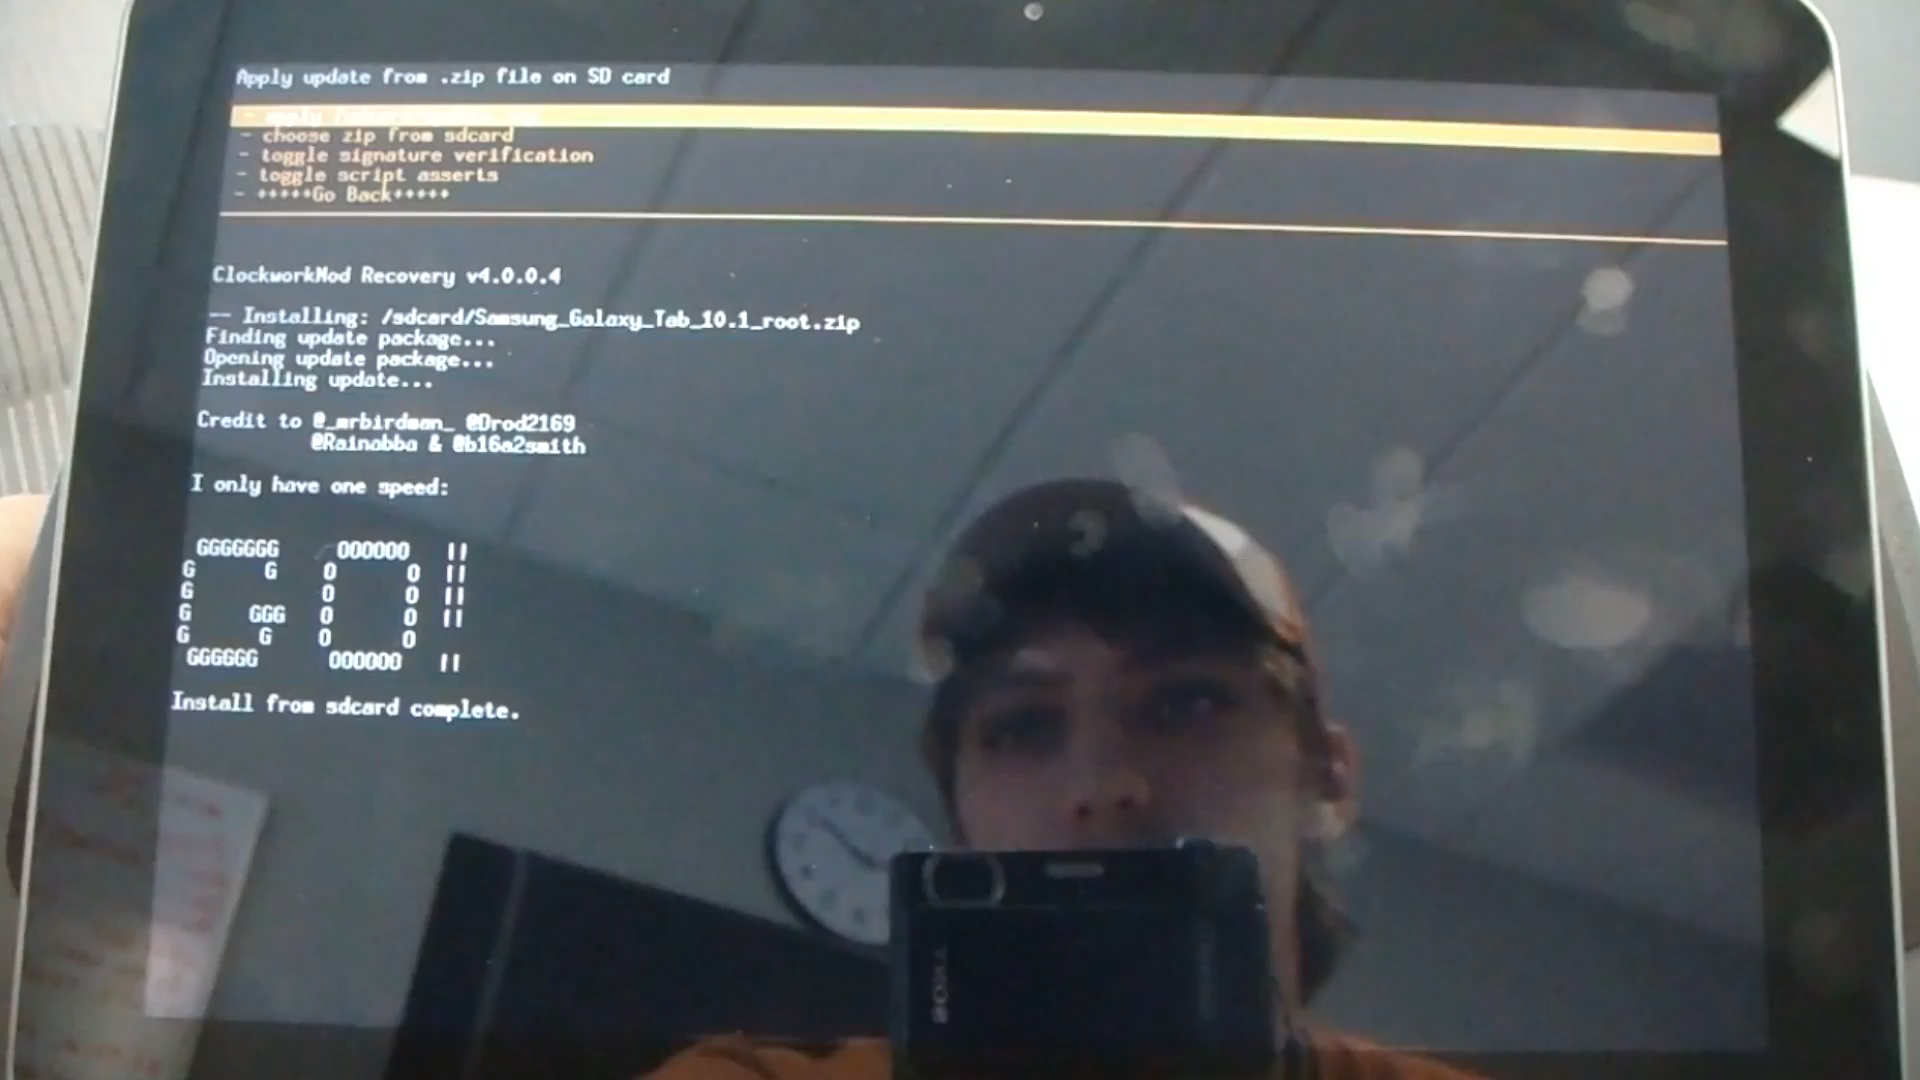 Apply update from .zip file on SD card
- apply
- choose zip from sdcard
- toggle signature verification
- toggle script asserts
- +++++Go Back+++++
ClockworkMod Recovery v4.0.0.4
-- Installing: /sdcard/Samsung_Galaxy_Tab_10.1_root.zip
Finding update package...
Opening update package...
Installing update...
Credit to @_mrbirdman_ @Drod2169
@Rainabba & @b16a2smith
I only have one speed:
GGGGGGG OOOOOO ||
G G O O ||
G O O ||
G GGG O O ||
G G O O
GGGGGG OOOOOO ||
Install from sdcard complete.
SONY